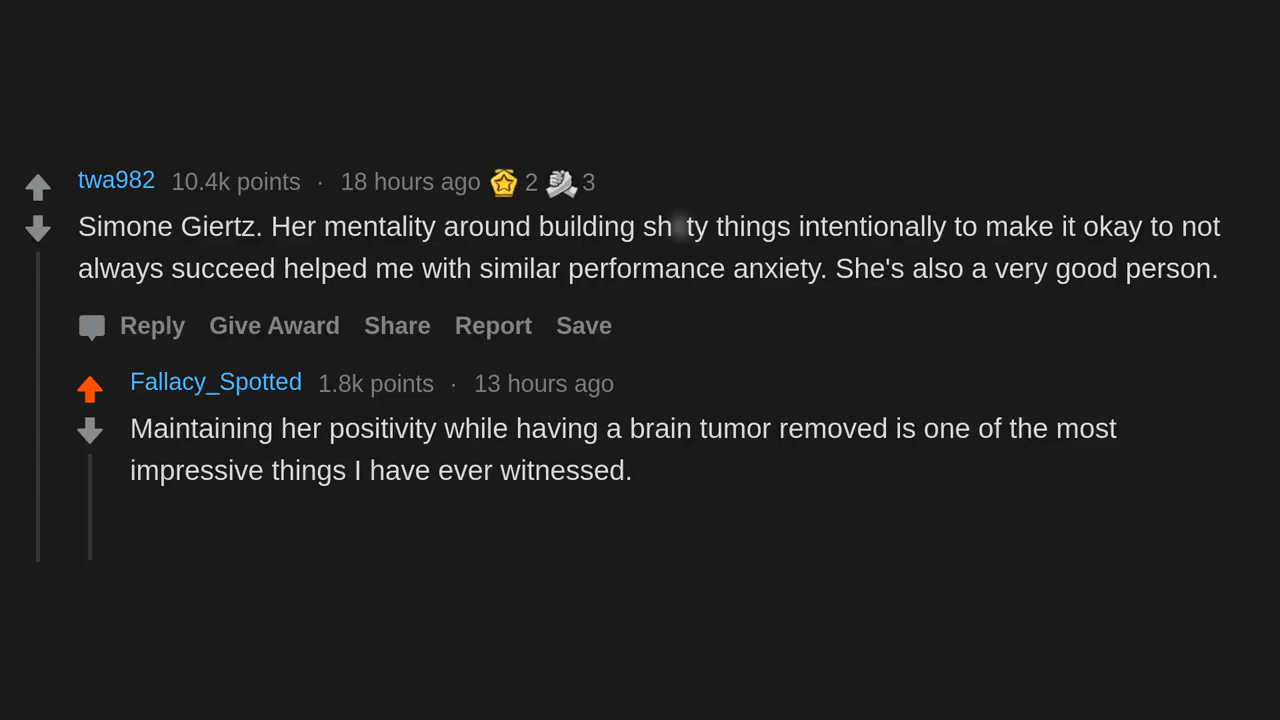 twa982 10.4k points · 18 hours ago 2 3
Simone Giertz. Her mentality around building sh ty things intentionally to make it okay to not
always succeed helped me with similar performance anxiety. She's also a very good person.
Reply Give Award Share Report Save
Fallacy_Spotted 1.8k points · 13 hours ago
Maintaining her positivity while having a brain tumor removed is one of the most
impressive things I have ever witnessed.